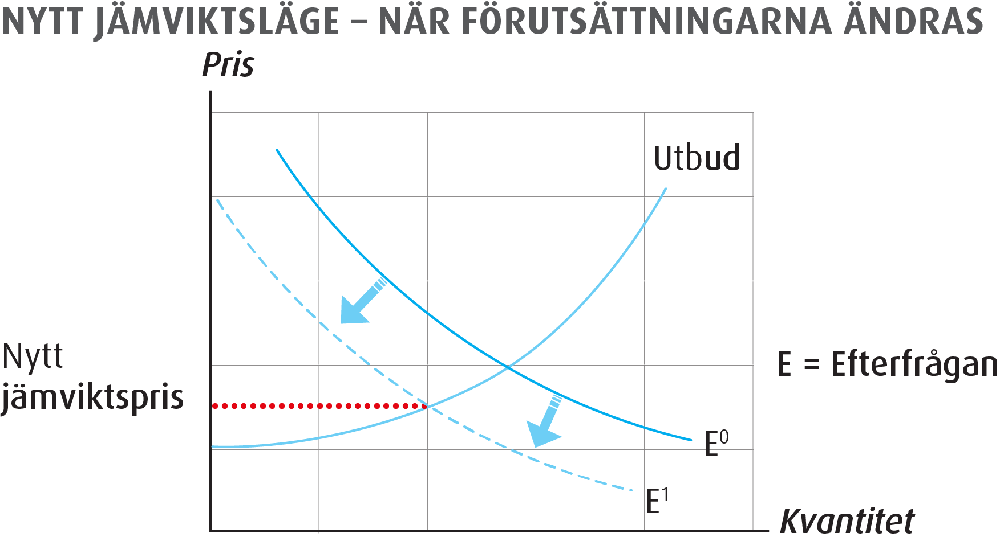 NYTT JÄMVIKTSLÄGE – NÄR FÖRUTSÄTTNINGARNA ÄNDRAS
Pris
Utbud
Nytt
jämviktspris
E = Efterfrågan
E⁰
E¹
Kvantitet